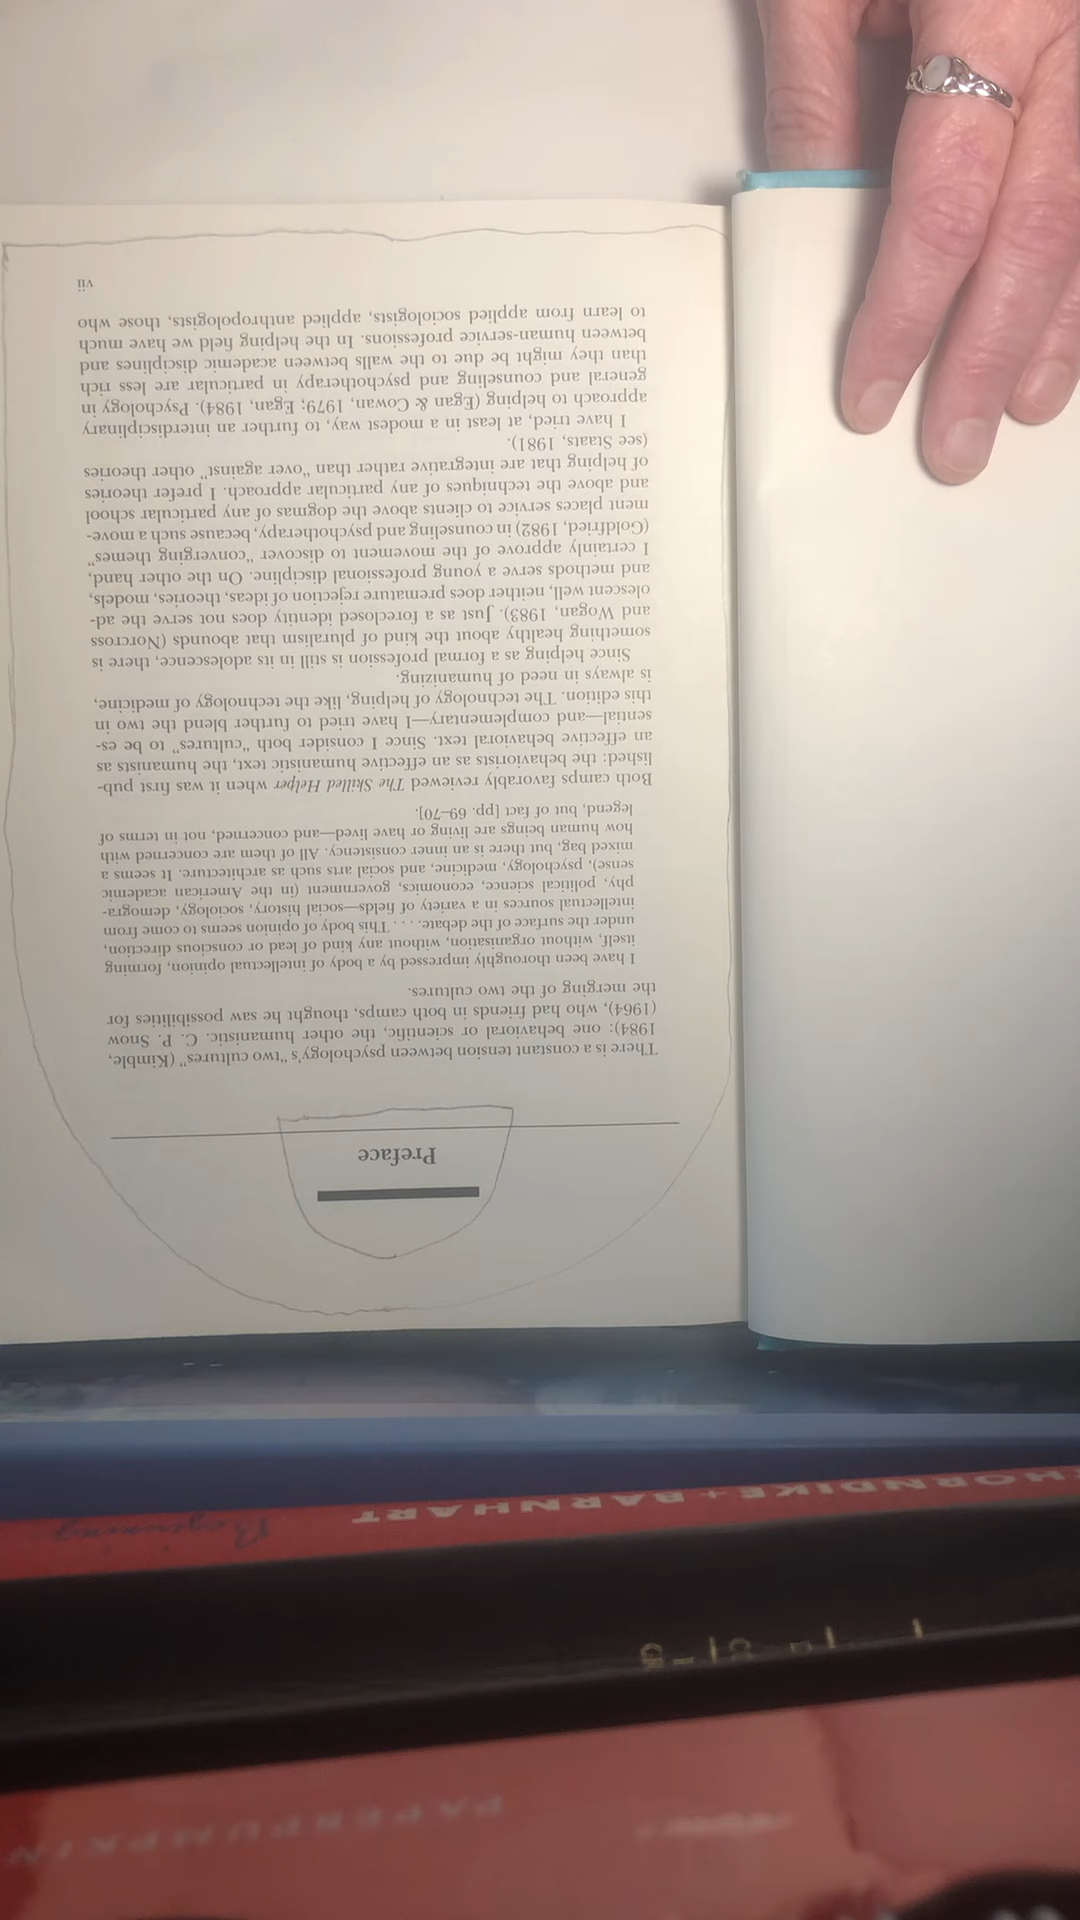 Preface
There is a constant tension between psychology's "two cultures" (Kimble,
1984): one behavioral or scientific, the other humanistic. C. P. Snow
(1964), who had friends in both camps, thought he saw possibilities for
the merging of the two cultures.
I have been thoroughly impressed by a body of intellectual opinion, forming
itself, without organisation, without any kind of lead or conscious direction,
under the surface of the debate. . . . This body of opinion seems to come from
intellectual sources in a variety of fields—social history, sociology, demogra-
phy, political science, economics, government (in the American academic
sense), psychology, medicine, and social arts such as architecture. It seems a
mixed bag, but there is an inner consistency. All of them are concerned with
how human beings are living or have lived—and concerned, not in terms of
legend, but of fact [pp. 69–70].
Both camps favorably reviewed The Skilled Helper when it was first pub-
lished: the behaviorists as an effective humanistic text, the humanists as
an effective behavioral text. Since I consider both "cultures" to be es-
sential—and complementary—I have tried to further blend the two in
this edition. The technology of helping, like the technology of medicine,
is always in need of humanizing.
Since helping as a formal profession is still in its adolescence, there is
something healthy about the kind of pluralism that abounds (Norcross
and Wogan, 1983). Just as a foreclosed identity does not serve the ad-
olescent well, neither does premature rejection of ideas, theories, models,
and methods serve a young professional discipline. On the other hand,
I certainly approve of the movement to discover "converging themes"
(Goldfried, 1982) in counseling and psychotherapy, because such a move-
ment places service to clients above the dogmas of any particular school
and above the techniques of any particular approach. I prefer theories
of helping that are integrative rather than "over against" other theories
(see Staats, 1981).
I have tried, at least in a modest way, to further an interdisciplinary
approach to helping (Egan & Cowan, 1979; Egan, 1984). Psychology in
general and counseling and psychotherapy in particular are less rich
than they might be due to the walls between academic disciplines and
between human-service professions. In the helping field we have much
to learn from applied sociologists, applied anthropologists, those who
vii
THORNDIKE + BARNHART
Beginning
PAPERPUMPKIN